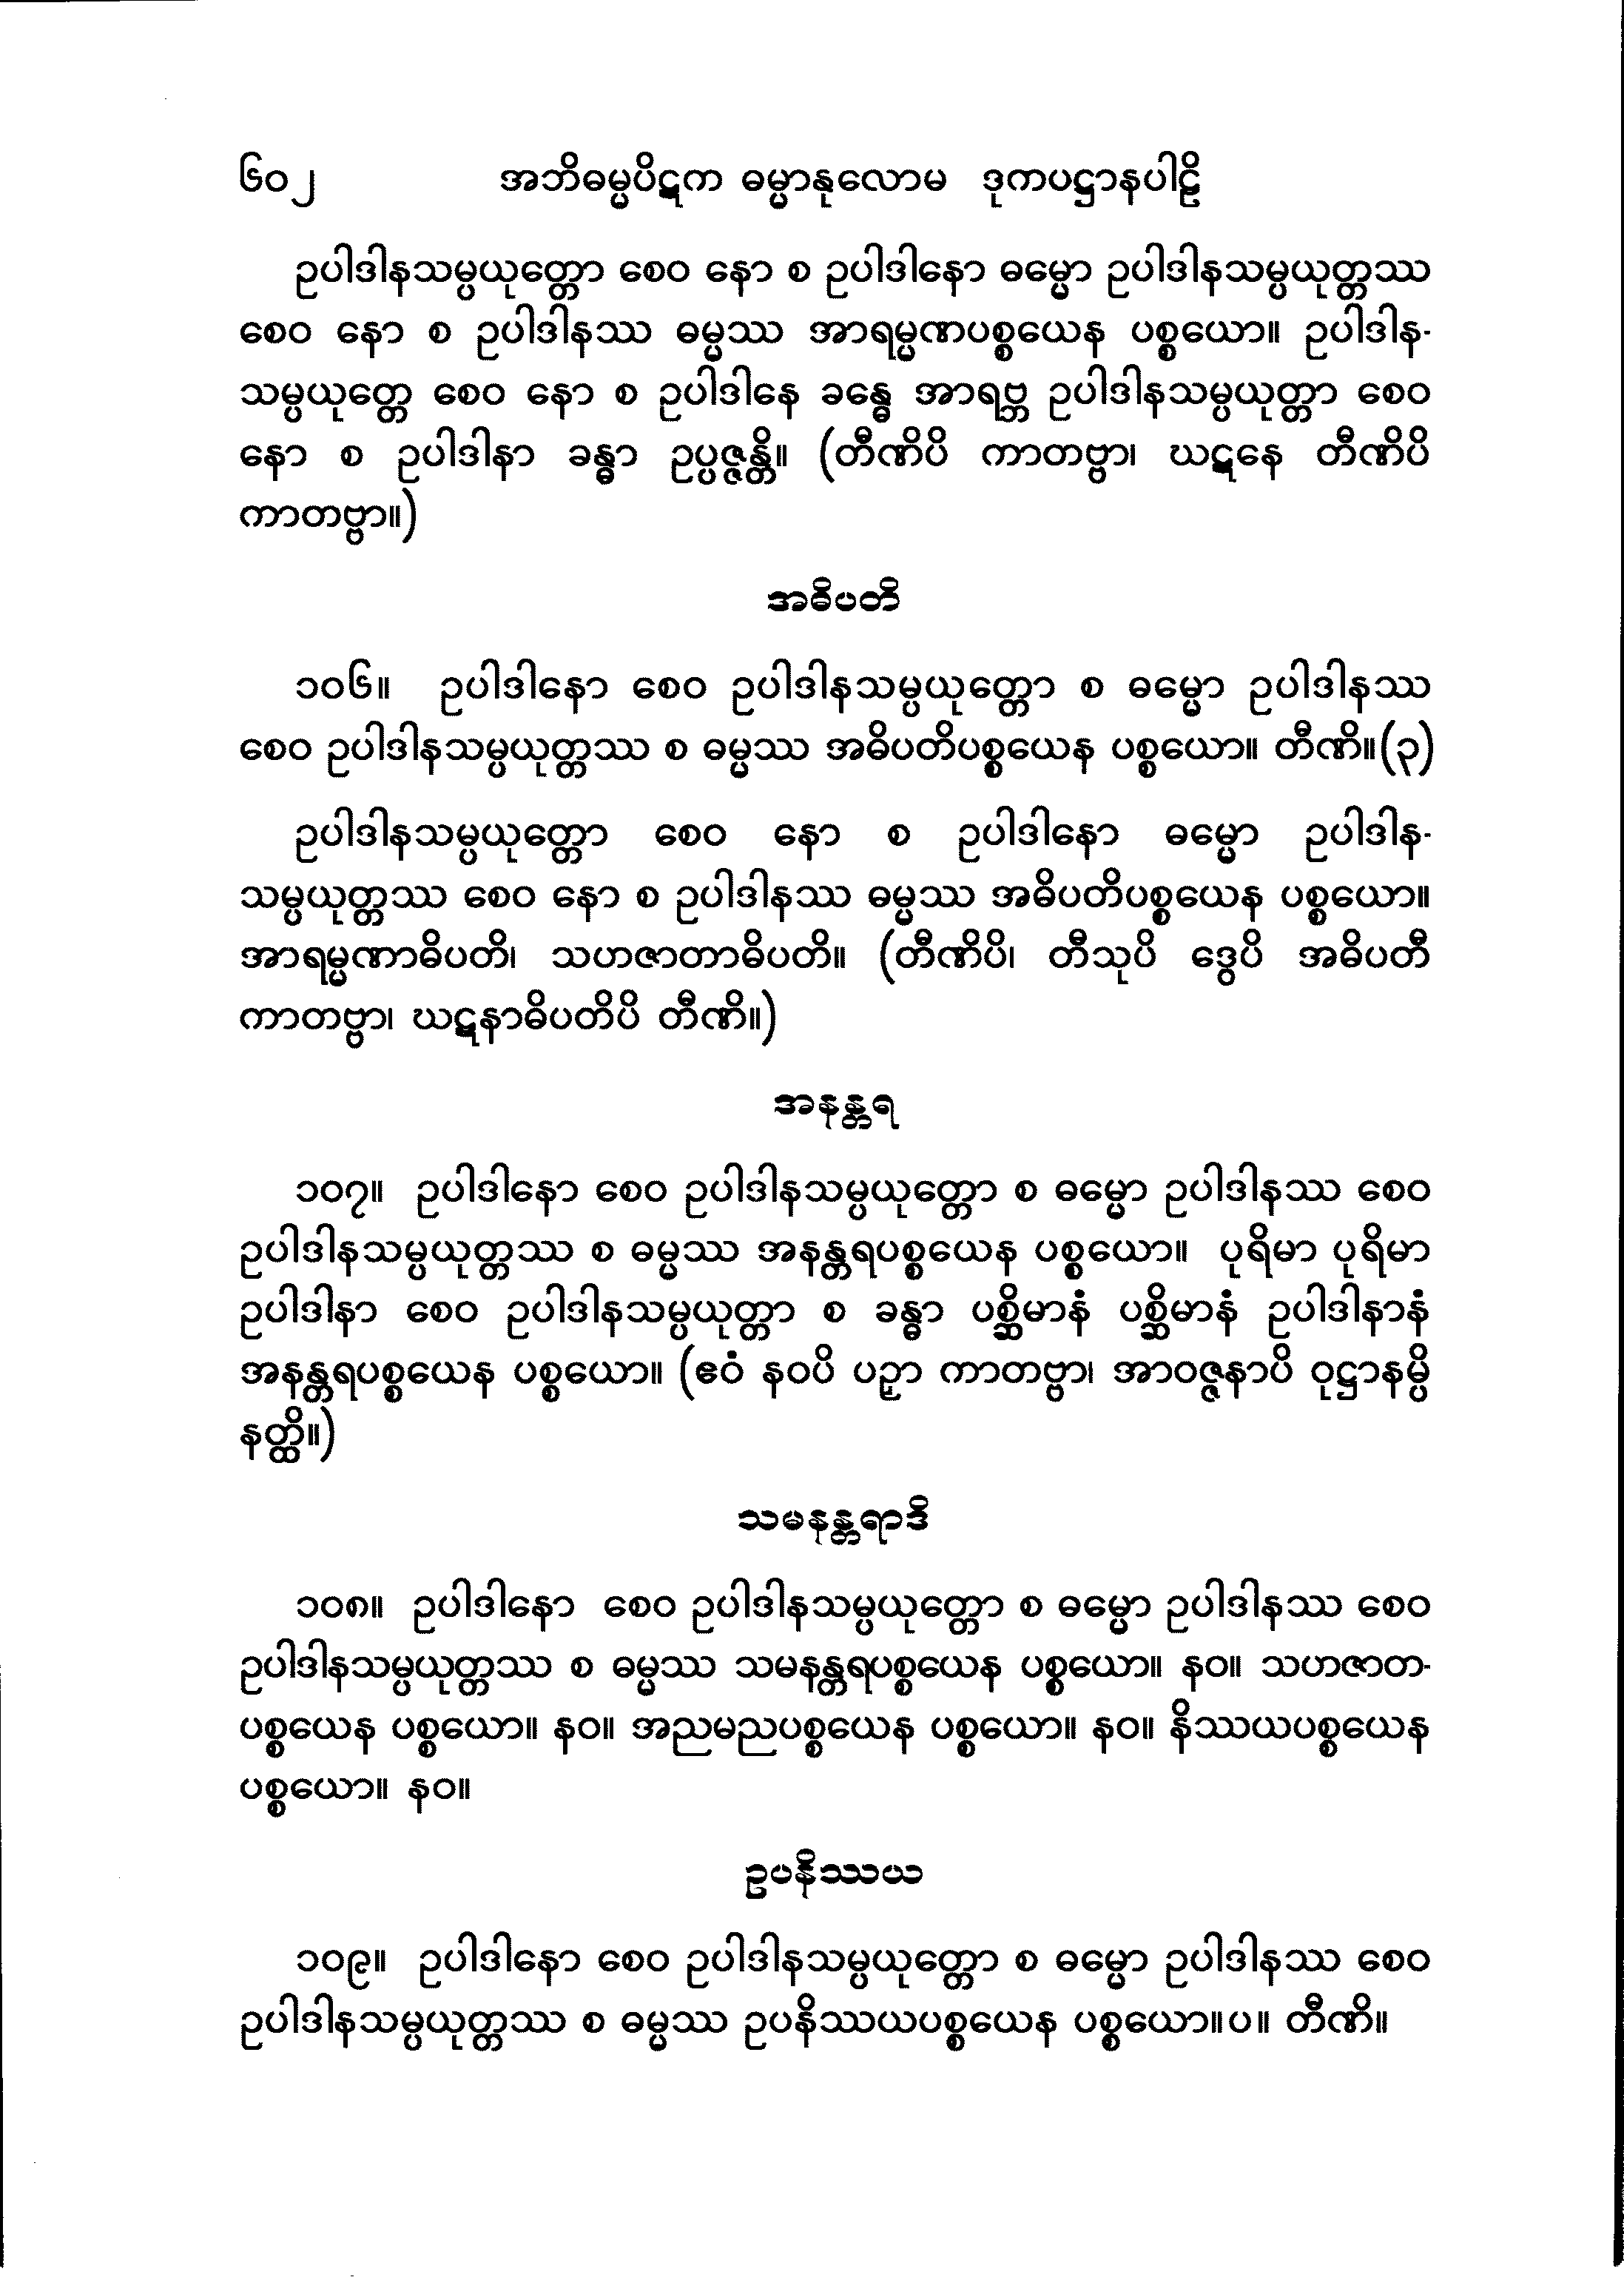 ၆၀၂ အဘိဓမ္မပိဋက ဓမ္မာနုလောမ ဒုကပဋ္ဌာနပါဠိ
ဥပါဒါနသမ္ပယုတ္တော စေဝ နော စ ဥပါဒါနော ဓမ္မော ဥပါဒါနသမ္ပယုတ္တဿ
စေဝ နော စ ဥပါဒါနဿ ဓမ္မဿ အာရမ္မဏပစ္စယေန ပစ္စယော။ ဥပါဒါန-
သမ္ပယုတ္တေ စေဝ နော စ ဥပါဒါနေ ခန္ဓေ အာရဗ္ဘ ဥပါဒါနသမ္ပယုတ္တာ စေဝ
နော စ ဥပါဒါနာ ခန္ဓာ ဥပ္ပဇ္ဇန္တိ။ (တီဏိပိ ကာတဗ္ဗာ၊ ဃဋနေ တီဏိပိ
ကာတဗ္ဗာ။)
အဓိပတိ
၁၀၆။ ဥပါဒါနော စေဝ ဥပါဒါနသမ္ပယုတ္တော စ ဓမ္မော ဥပါဒါနဿ
စေဝ ဥပါဒါနသမ္ပယုတ္တဿ စ ဓမ္မဿ အဓိပတိပစ္စယေန ပစ္စယော။ တီဏိ။(၃)
ဥပါဒါနသမ္ပယုတ္တော စေဝ နော စ ဥပါဒါနော ဓမ္မော ဥပါဒါန-
သမ္ပယုတ္တဿ စေဝ နော စ ဥပါဒါနဿ ဓမ္မဿ အဓိပတိပစ္စယေန ပစ္စယော။
အာရမ္မဏာဓိပတိ၊ သဟဇာတာဓိပတိ။ (တီဏိပိ၊ တီသုပိ ဒွေပိ အဓိပတီ
ကာတဗ္ဗာ၊ ဃဋနာဓိပတိပိ တီဏိ။)
အနန္တရ
၁၀၇။ ဥပါဒါနော စေဝ ဥပါဒါနသမ္ပယုတ္တော စ ဓမ္မော ဥပါဒါနဿ စေဝ
ဥပါဒါနသမ္ပယုတ္တဿ စ ဓမ္မဿ အနန္တရပစ္စယေန ပစ္စယော။ ပုရိမာ ပုရိမာ
ဥပါဒါနာ စေဝ ဥပါဒါနသမ္ပယုတ္တာ စ ခန္ဓာ ပစ္ဆိမာနံ ပစ္ဆိမာနံ ဥပါဒါနာနံ
အနန္တရပစ္စယေန ပစ္စယော။ (ဧဝံ နဝပိ ပဉှာ ကာတဗ္ဗာ၊ အာဝဇ္ဇနာပိ ဝုဋ္ဌာနမ္ပိ
နတ္ထိ။)
သမနန္တရာဒိ
၁၀၈။ ဥပါဒါနော စေဝ ဥပါဒါနသမ္ပယုတ္တော စ ဓမ္မော ဥပါဒါနဿ စေဝ
ဥပါဒါနသမ္ပယုတ္တဿ စ ဓမ္မဿ သမနန္တရပစ္စယေန ပစ္စယော။ နဝ။ သဟဇာတ-
ပစ္စယေန ပစ္စယော။ နဝ။ အညမညပစ္စယေန ပစ္စယော။ နဝ။ နိဿယပစ္စယေန
ပစ္စယော။ နဝ။
ဥပနိဿယ
၁၀၉။ ဥပါဒါနော စေဝ ဥပါဒါနသမ္ပယုတ္တော စ ဓမ္မော ဥပါဒါနဿ စေဝ
ဥပါဒါနသမ္ပယုတ္တဿ စ ဓမ္မဿ ဥပနိဿယပစ္စယေန ပစ္စယော။ပ။ တီဏိ။